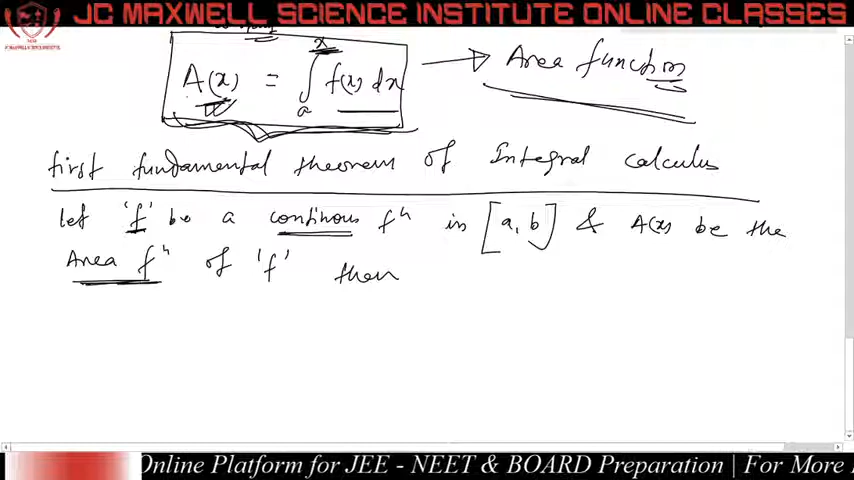 JC MAXWELL SCIENCE INSTITUTE ONLINE CLASSES
A(x) = ∫ₐˣ f(x) dx → Area function
first fundamental theorem of Integral calculus
let 'f' be a continous fⁿ in [a, b] & A(x) be the
Area fⁿ of 'f' then
Online Platform for JEE - NEET & BOARD Preparation | For More